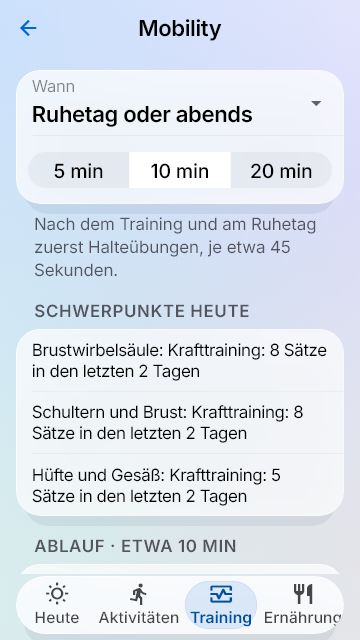 Mobility
Wann
Ruhetag oder abends
5 min 10 min 20 min
Nach dem Training und am Ruhetag
zuerst Halteübungen, je etwa 45
Sekunden.
SCHWERPUNKTE HEUTE
Brustwirbelsäule: Krafttraining: 8 Sätze
in den letzten 2 Tagen
Schultern und Brust: Krafttraining: 8
Sätze in den letzten 2 Tagen
Hüfte und Gesäß: Krafttraining: 5
Sätze in den letzten 2 Tagen
ABLAUF · ETWA 10 MIN
Heute Aktivitäten Training Ernährung